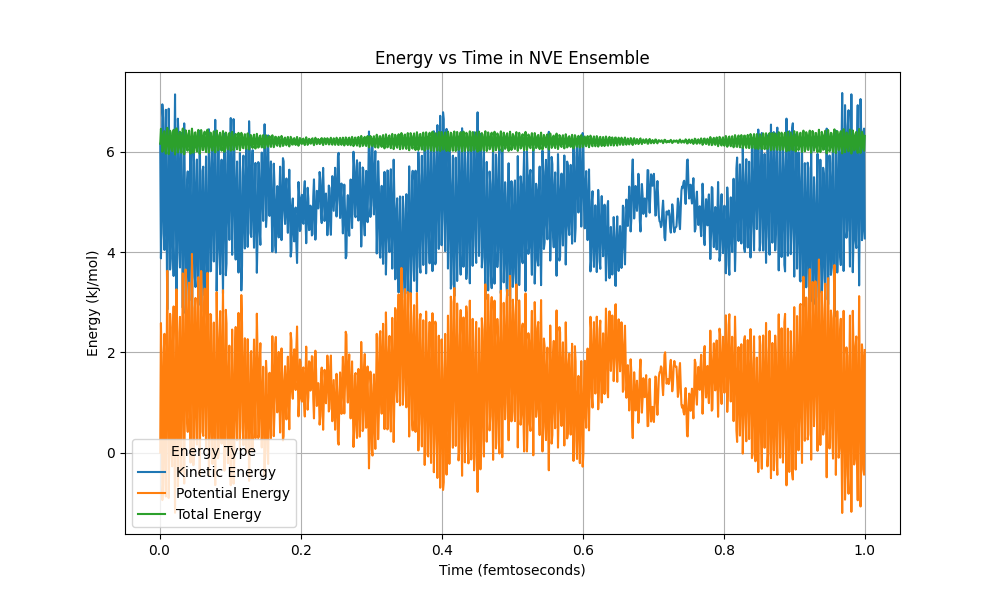 Energy vs Time in NVE Ensemble
Energy (kJ/mol)
6
4
2
0
Energy Type
Kinetic Energy
Potential Energy
Total Energy
0.0 0.2 0.4 0.6 0.8 1.0
Time (femtoseconds)